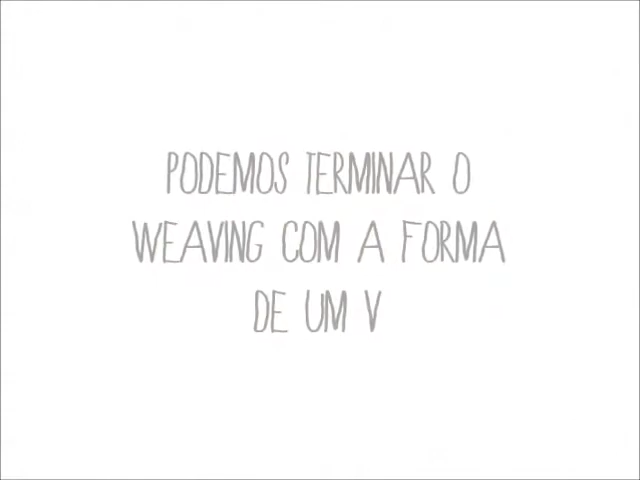 PODEMOS TERMINAR O
WEAVING COM A FORMA
DE UM V